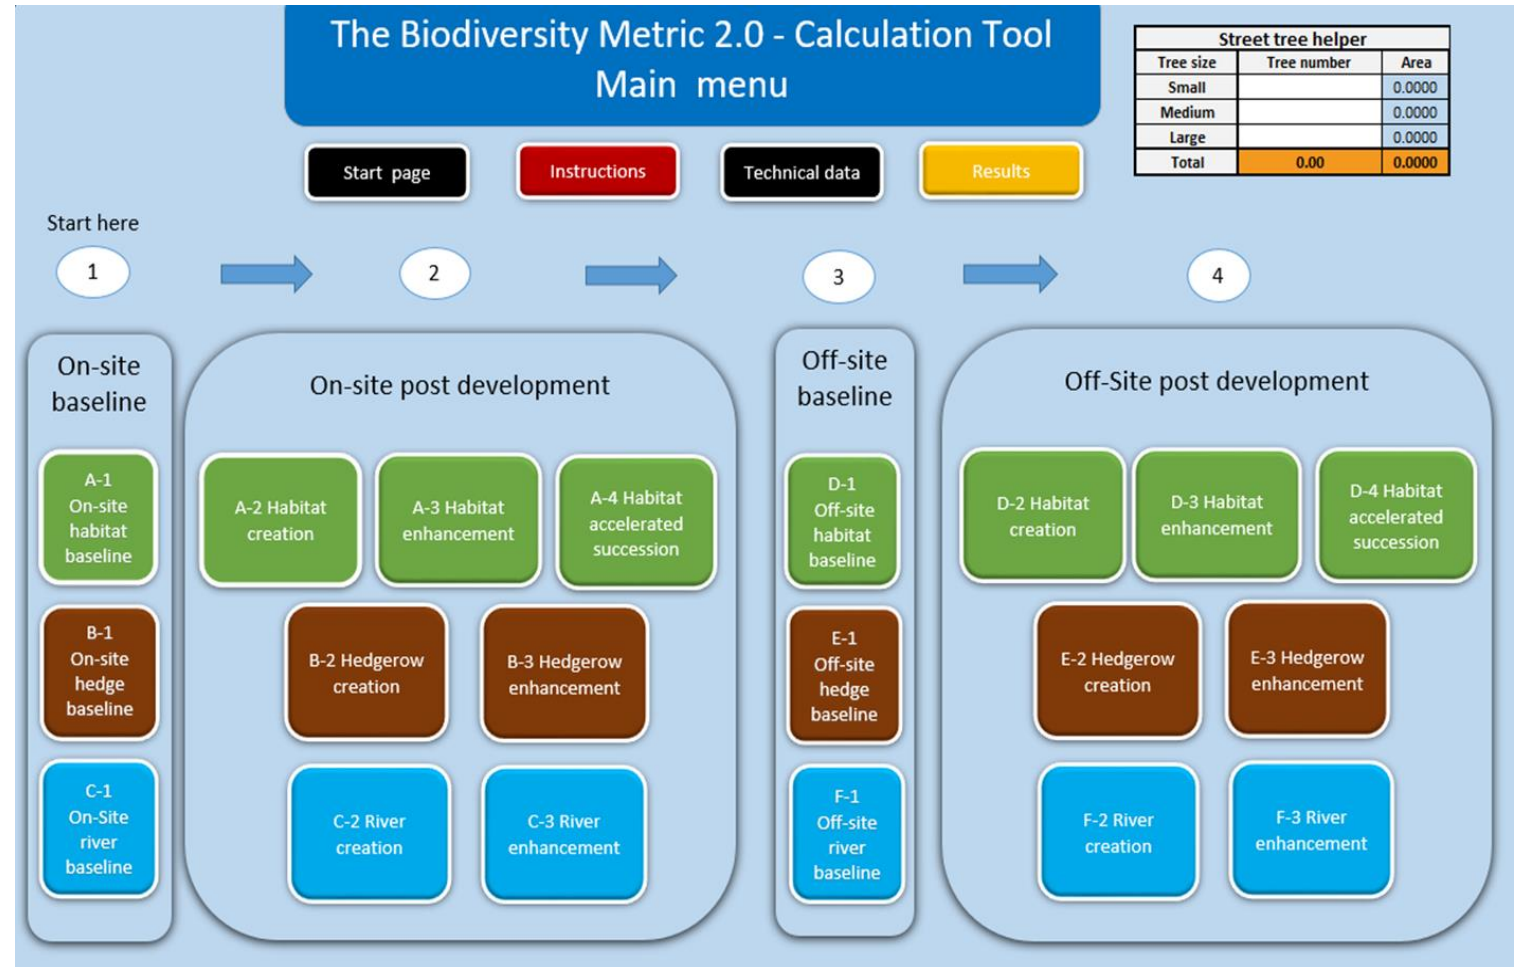 The Biodiversity Metric 2.0 - Calculation Tool
Main menu
Street tree helper
Tree size Tree number Area
Small 0.0000
Medium 0.0000
Large 0.0000
Total 0.00 0.0000
Start page
Instructions
Technical data
Results
Start here
1
2
3
4
On-site
baseline
A-1
On-site
habitat
baseline
B-1
On-site
hedge
baseline
C-1
On-Site
river
baseline
On-site post development
A-2 Habitat
creation
A-3 Habitat
enhancement
A-4 Habitat
accelerated
succession
B-2 Hedgerow
creation
B-3 Hedgerow
enhancement
C-2 River
creation
C-3 River
enhancement
Off-site
baseline
D-1
Off-site
habitat
baseline
E-1
Off-site
hedge
baseline
F-1
Off-site
river
baseline
Off-Site post development
D-2 Habitat
creation
D-3 Habitat
enhancement
D-4 Habitat
accelerated
succession
E-2 Hedgerow
creation
E-3 Hedgerow
enhancement
F-2 River
creation
F-3 River
enhancement